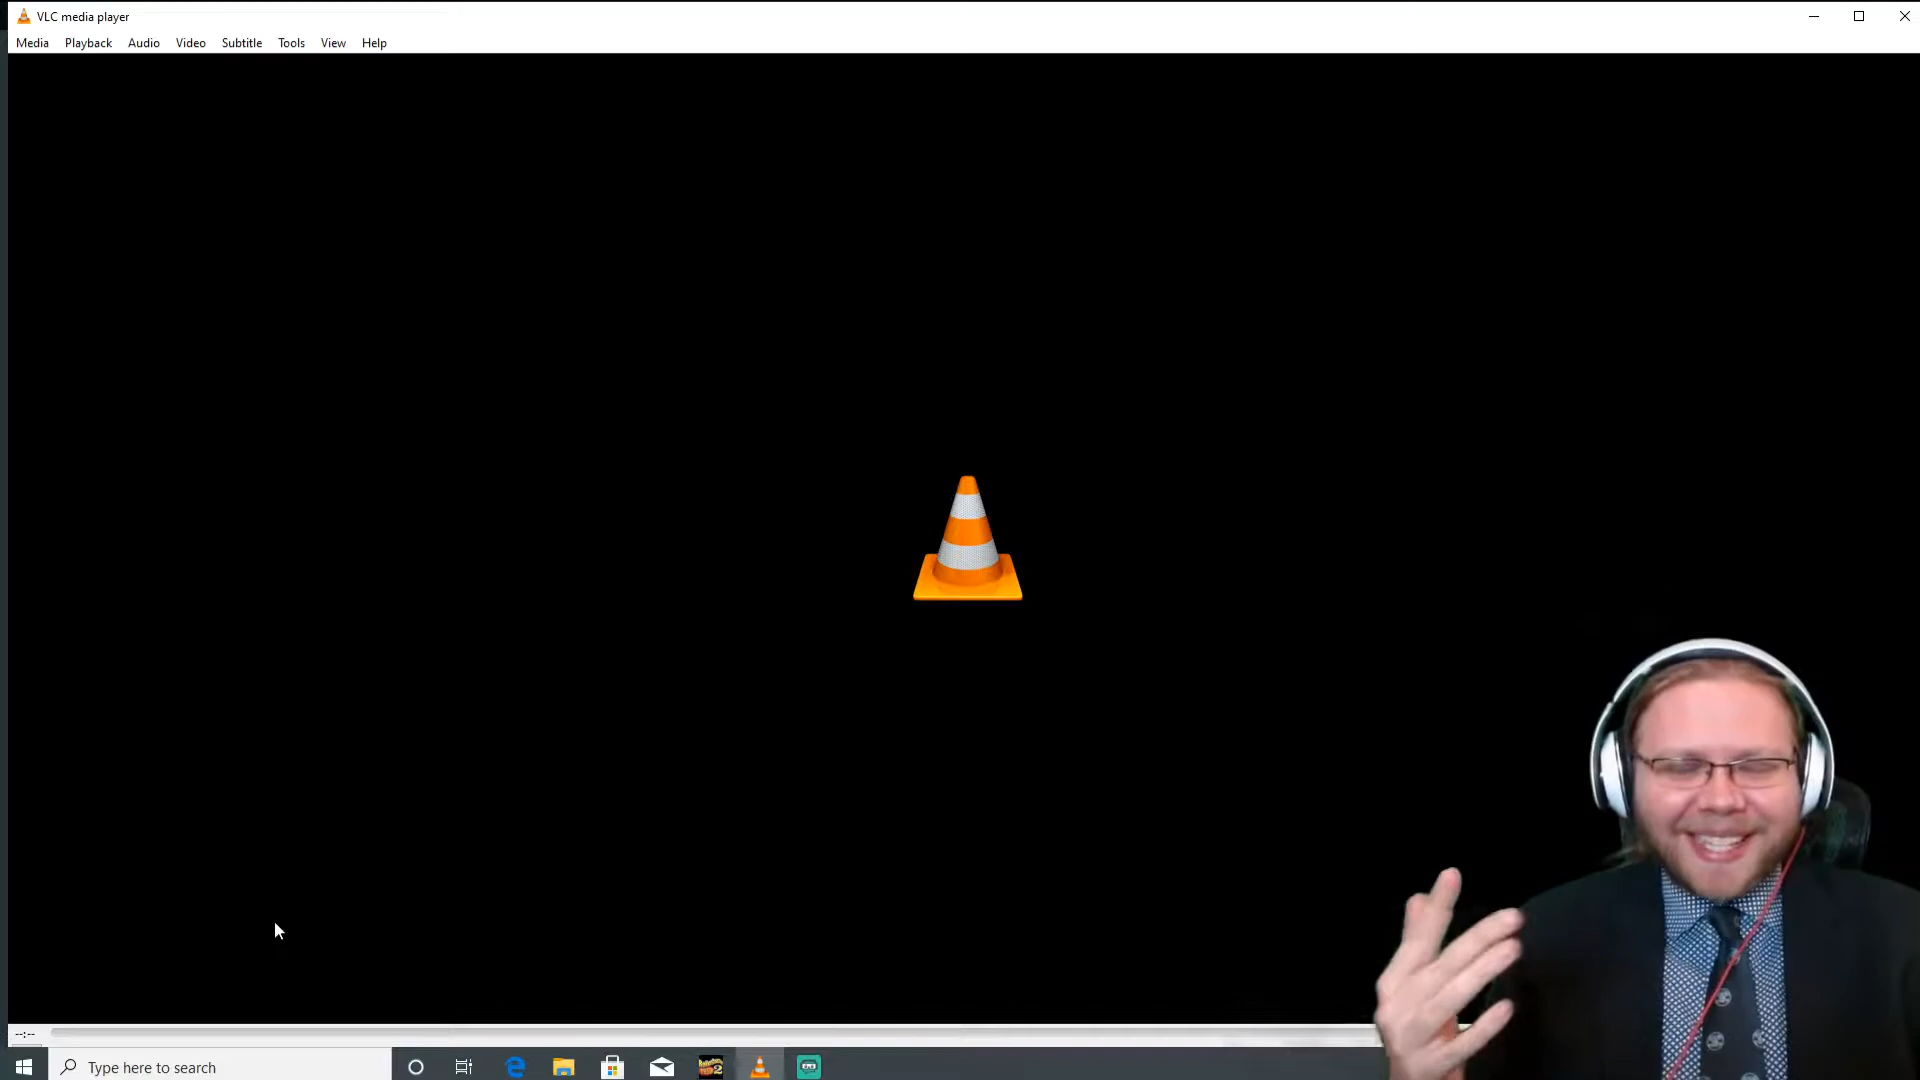 VLC media player
Media Playback Audio Video Subtitle Tools View Help
--:--
Type here to search